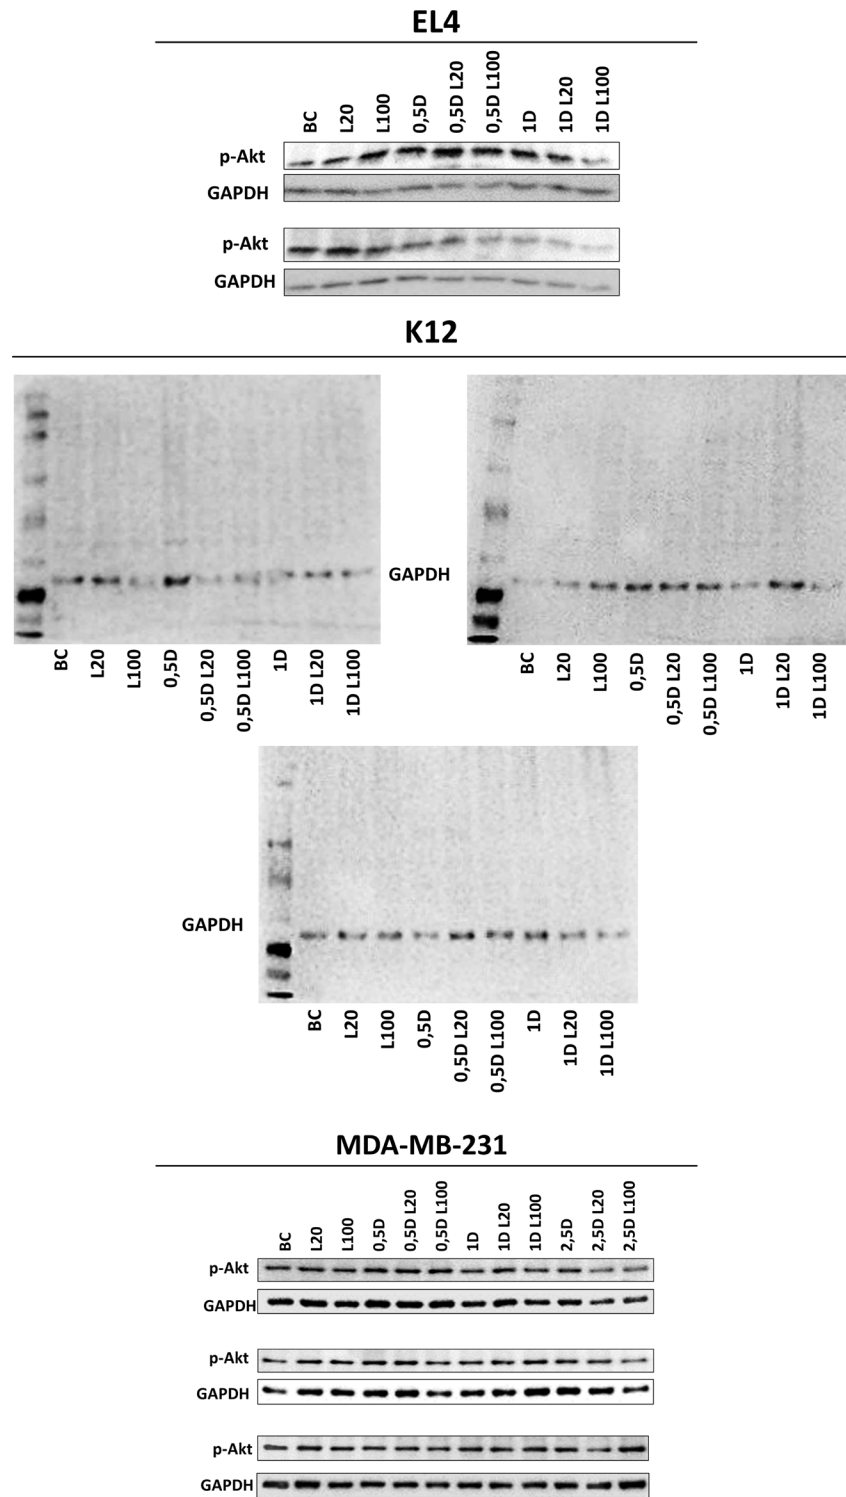 EL4
BC L20 L100 0,5D 0,5D L20 0,5D L100 1D 1D L20 1D L100
p-Akt
GAPDH
p-Akt
GAPDH
K12
GAPDH
BC L20 L100 0,5D 0,5D L20 0,5D L100 1D 1D L20 1D L100
BC L20 L100 0,5D 0,5D L20 0,5D L100 1D 1D L20 1D L100
GAPDH
BC L20 L100 0,5D 0,5D L20 0,5D L100 1D 1D L20 1D L100
MDA-MB-231
BC L20 L100 0,5D 0,5D L20 0,5D L100 1D 1D L20 1D L100 2,5D 2,5D L20 2,5D L100
p-Akt
GAPDH
p-Akt
GAPDH
p-Akt
GAPDH